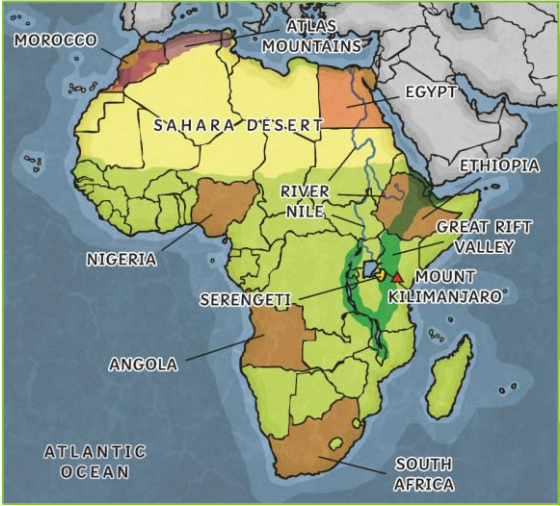 MOROCCO
ATLAS
MOUNTAINS
EGYPT
SAHARA DESERT
ETHIOPIA
RIVER
NILE
GREAT RIFT
VALLEY
NIGERIA
SERENGETI
MOUNT
KILIMANJARO
ANGOLA
ATLANTIC
OCEAN
SOUTH
AFRICA